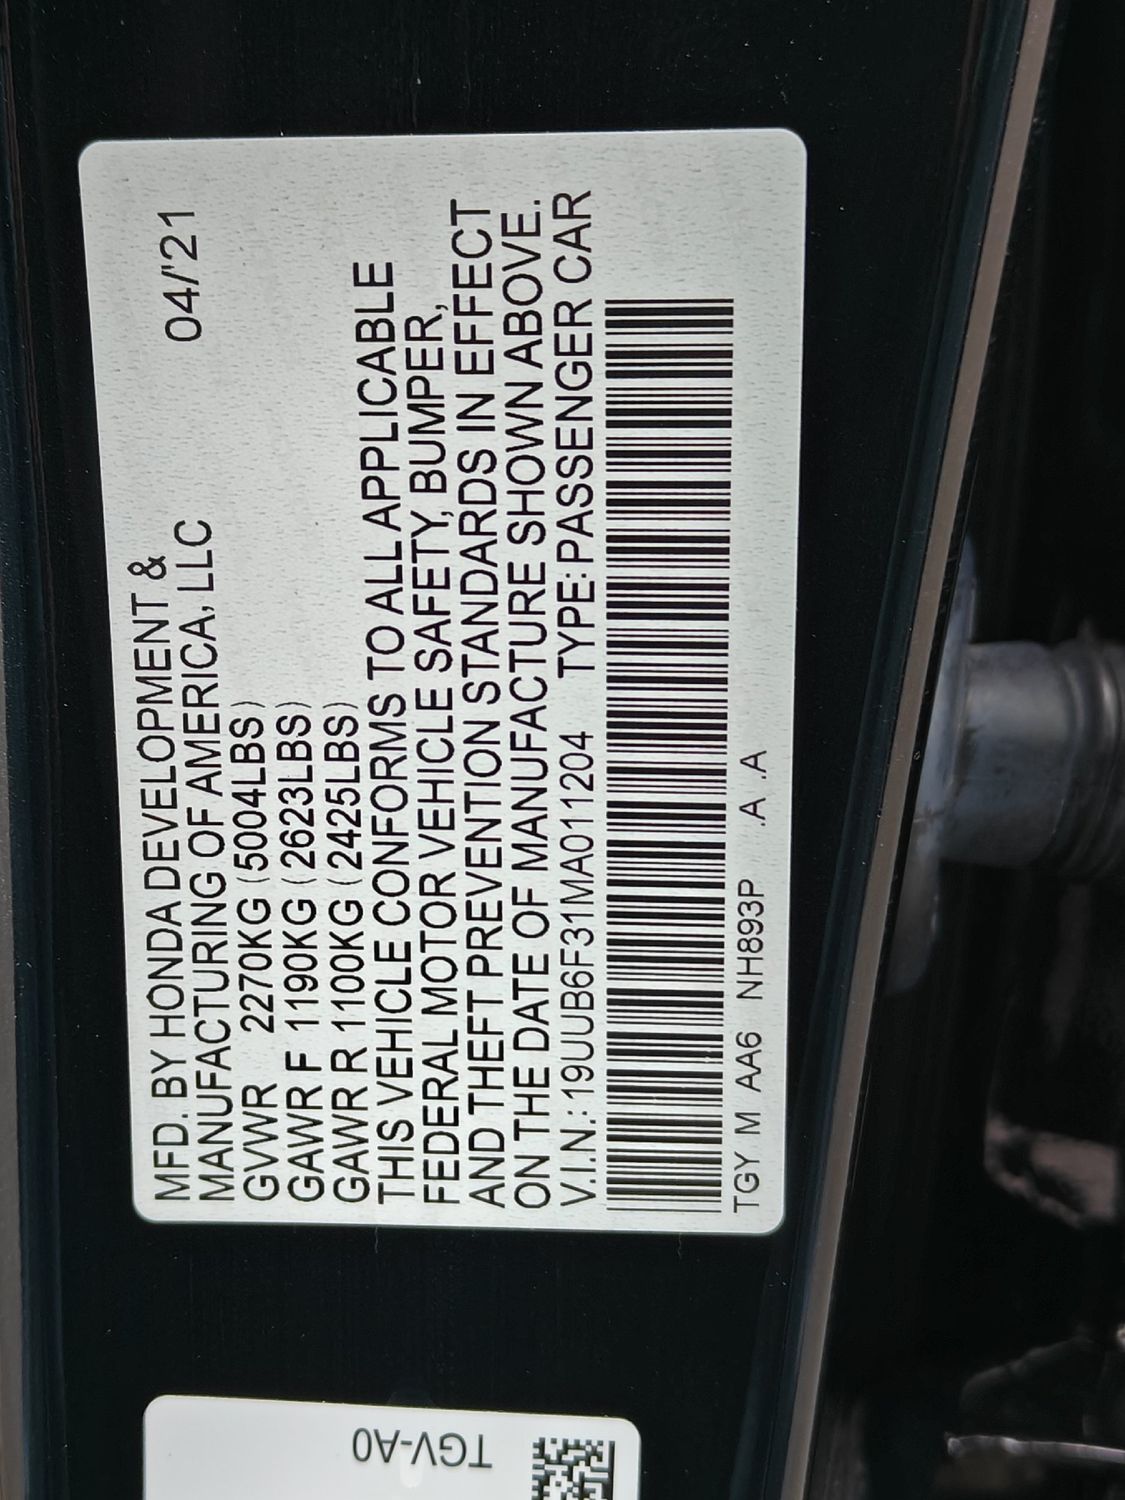 MFD. BY HONDA DEVELOPMENT &
MANUFACTURING OF AMERICA, LLC 04/'21
GVWR 2270KG (5004LBS)
GAWR F 1190KG (2623LBS)
GAWR R 1100KG (2425LBS)
THIS VEHICLE CONFORMS TO ALL APPLICABLE
FEDERAL MOTOR VEHICLE SAFETY, BUMPER,
AND THEFT PREVENTION STANDARDS IN EFFECT
ON THE DATE OF MANUFACTURE SHOWN ABOVE.
V.I.N.: 19UUB6F31MA011204 TYPE: PASSENGER CAR
TGY M AA6 NH893P .A .A
TGV-A0